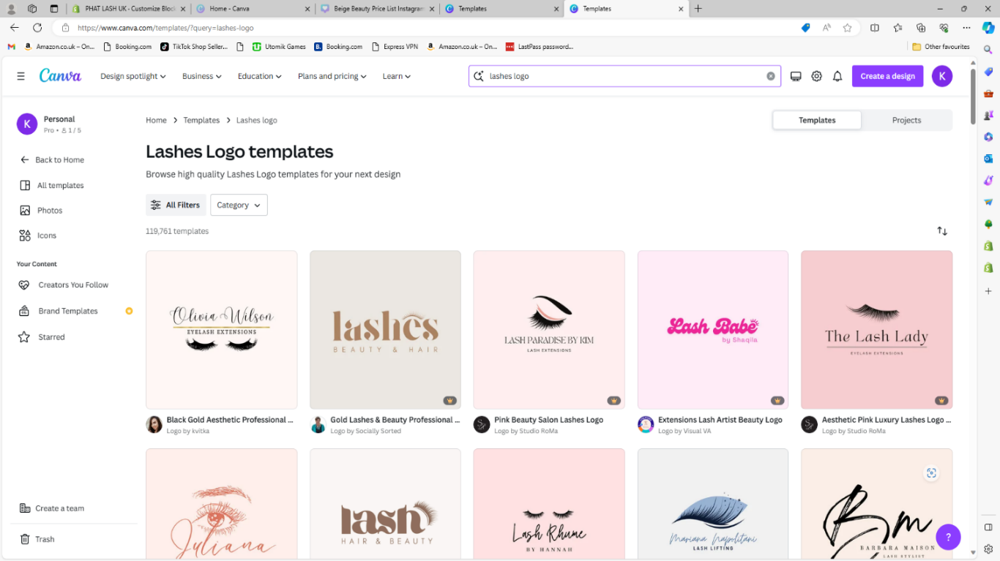 PHAT LASH UK · Customize Block
Home - Canva
Beige Beauty Price List Instagram
Templates
Templates
https://www.canva.com/templates/?query=lashes-logo
Amazon.co.uk – On...
Booking.com
TikTok Shop Seller...
Utomik Games
Booking.com
Express VPN
Amazon.co.uk – On...
LastPass password...
Other favourites
Canva
Design spotlight
Business
Education
Plans and pricing
Learn
lashes logo
Create a design
K
K
Personal
Pro • 1 / 5
Back to Home
All templates
Photos
Icons
Your Content
Creators You Follow
Brand Templates
Starred
Create a team
Trash
Home > Templates > Lashes logo
Templates
Projects
Lashes Logo templates
Browse high quality Lashes Logo templates for your next design
All Filters
Category
119,761 templates
Olivia Wilson
EYELASH EXTENSIONS
lashes
BEAUTY & HAIR
LASH PARADISE BY KIM
LASH EXTENSIONS
Lash Babe
by Shaqila
The Lash Lady
EYELASH EXTENSIONS
Black Gold Aesthetic Professional ...
Logo by kvitka
Gold Lashes & Beauty Professional ...
Logo by Socially Sorted
Pink Beauty Salon Lashes Logo
Logo by Studio RoMa
Extensions Lash Artist Beauty Logo
Logo by Visual VA
Aesthetic Pink Luxury Lashes Logo ...
Logo by Studio RoMa
Juliana
lash
HAIR & BEAUTY
Lash Rhume
BY HANNAH
Mariana Napolitani
LASH LIFTING
Bm
BARBARA MAISON
LASH STYLIST
?